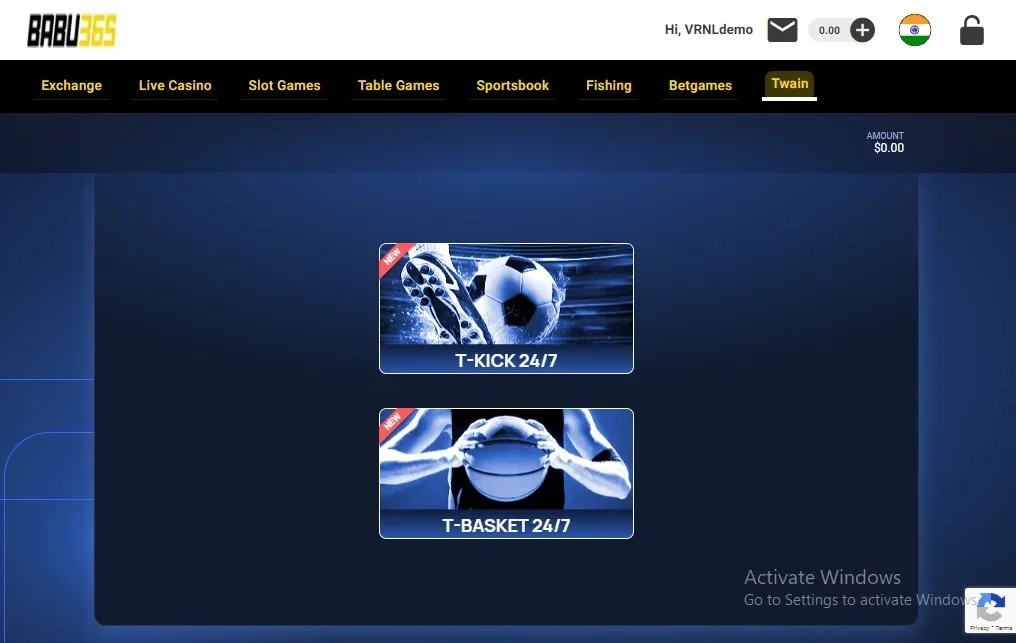 BABU365
Hi, VRNLdemo
0.00
Exchange
Live Casino
Slot Games
Table Games
Sportsbook
Fishing
Betgames
Twain
AMOUNT
$0.00
NEW
T-KICK 24/7
NEW
T-BASKET 24/7
Activate Windows
Go to Settings to activate Windows.
Privacy - Terms